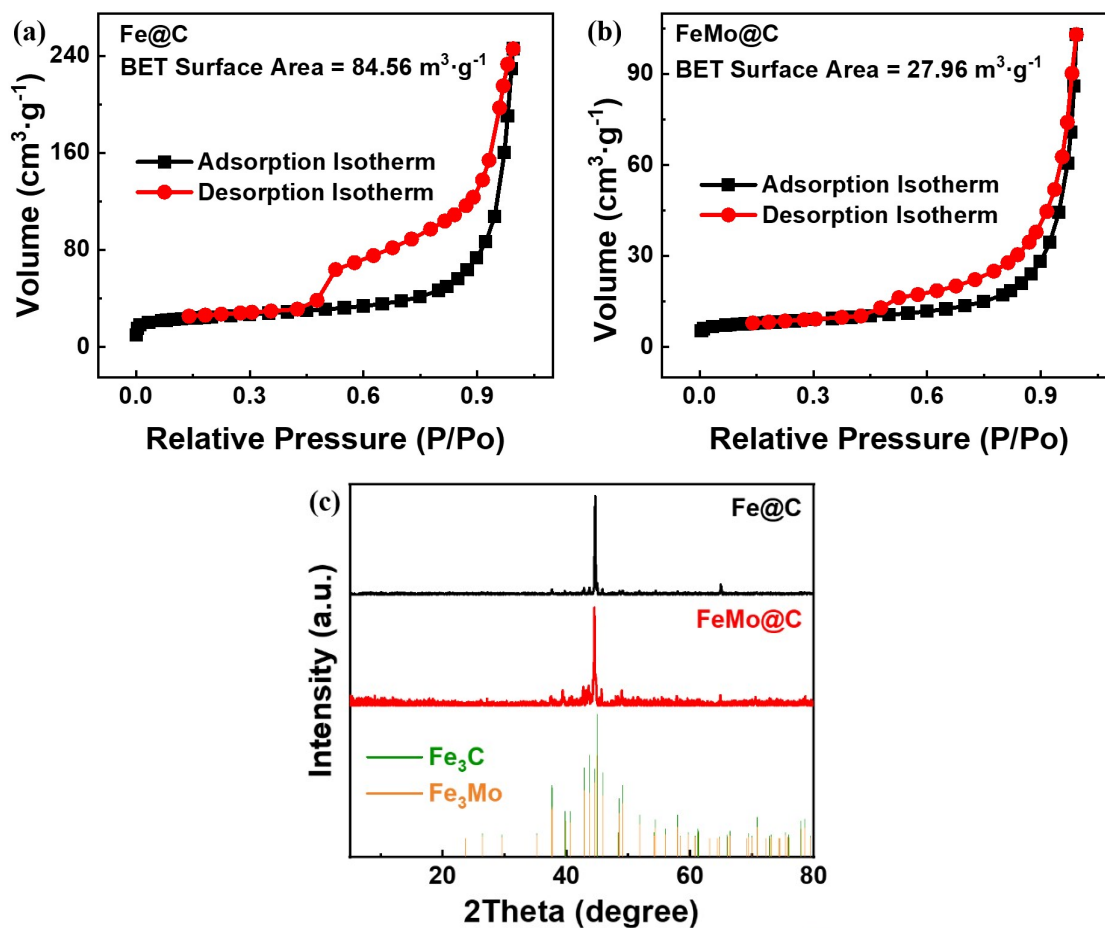 (a)
Fe@C
BET Surface Area = 84.56 m³·g⁻¹
Adsorption Isotherm
Desorption Isotherm
Volume (cm³·g⁻¹)
240
160
80
0
0.0 0.3 0.6 0.9
Relative Pressure (P/Po)
(b)
FeMo@C
BET Surface Area = 27.96 m³·g⁻¹
Adsorption Isotherm
Desorption Isotherm
Volume (cm³·g⁻¹)
90
60
30
0
0.0 0.3 0.6 0.9
Relative Pressure (P/Po)
(c)
Fe@C
FeMo@C
Fe₃C
Fe₃Mo
Intensity (a.u.)
20 40 60 80
2Theta (degree)